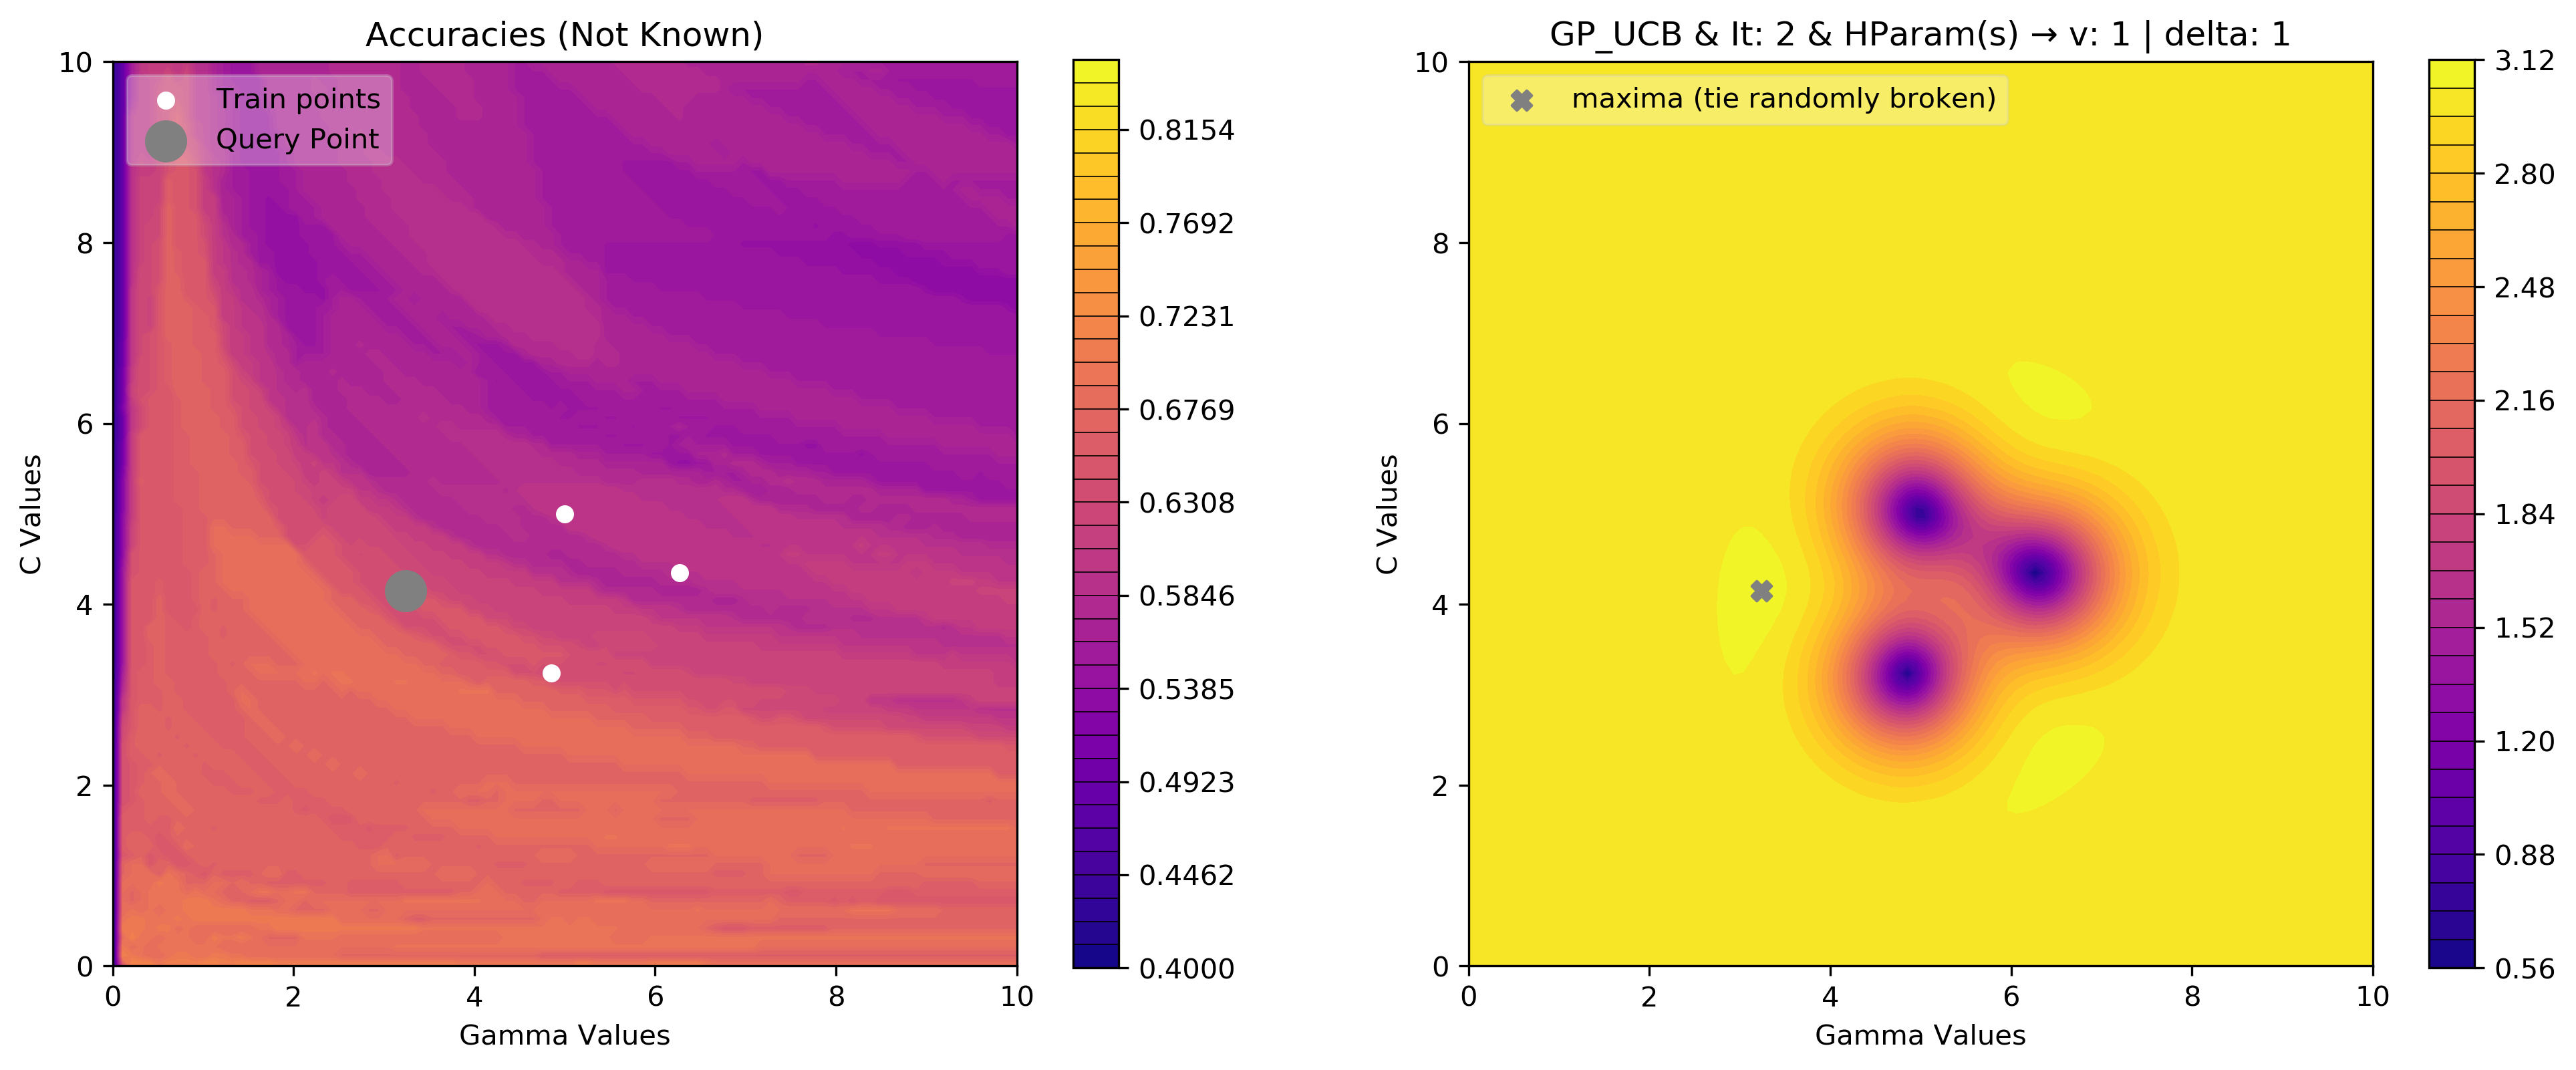 Accuracies (Not Known)
Train points
Query Point
10
8
6
4
2
0
C Values
0 2 4 6 8 10
Gamma Values
0.8154
0.7692
0.7231
0.6769
0.6308
0.5846
0.5385
0.4923
0.4462
0.4000
GP_UCB & It: 2 & HParam(s) → v: 1 | delta: 1
maxima (tie randomly broken)
10
8
6
4
2
0
C Values
0 2 4 6 8 10
Gamma Values
3.12
2.80
2.48
2.16
1.84
1.52
1.20
0.88
0.56